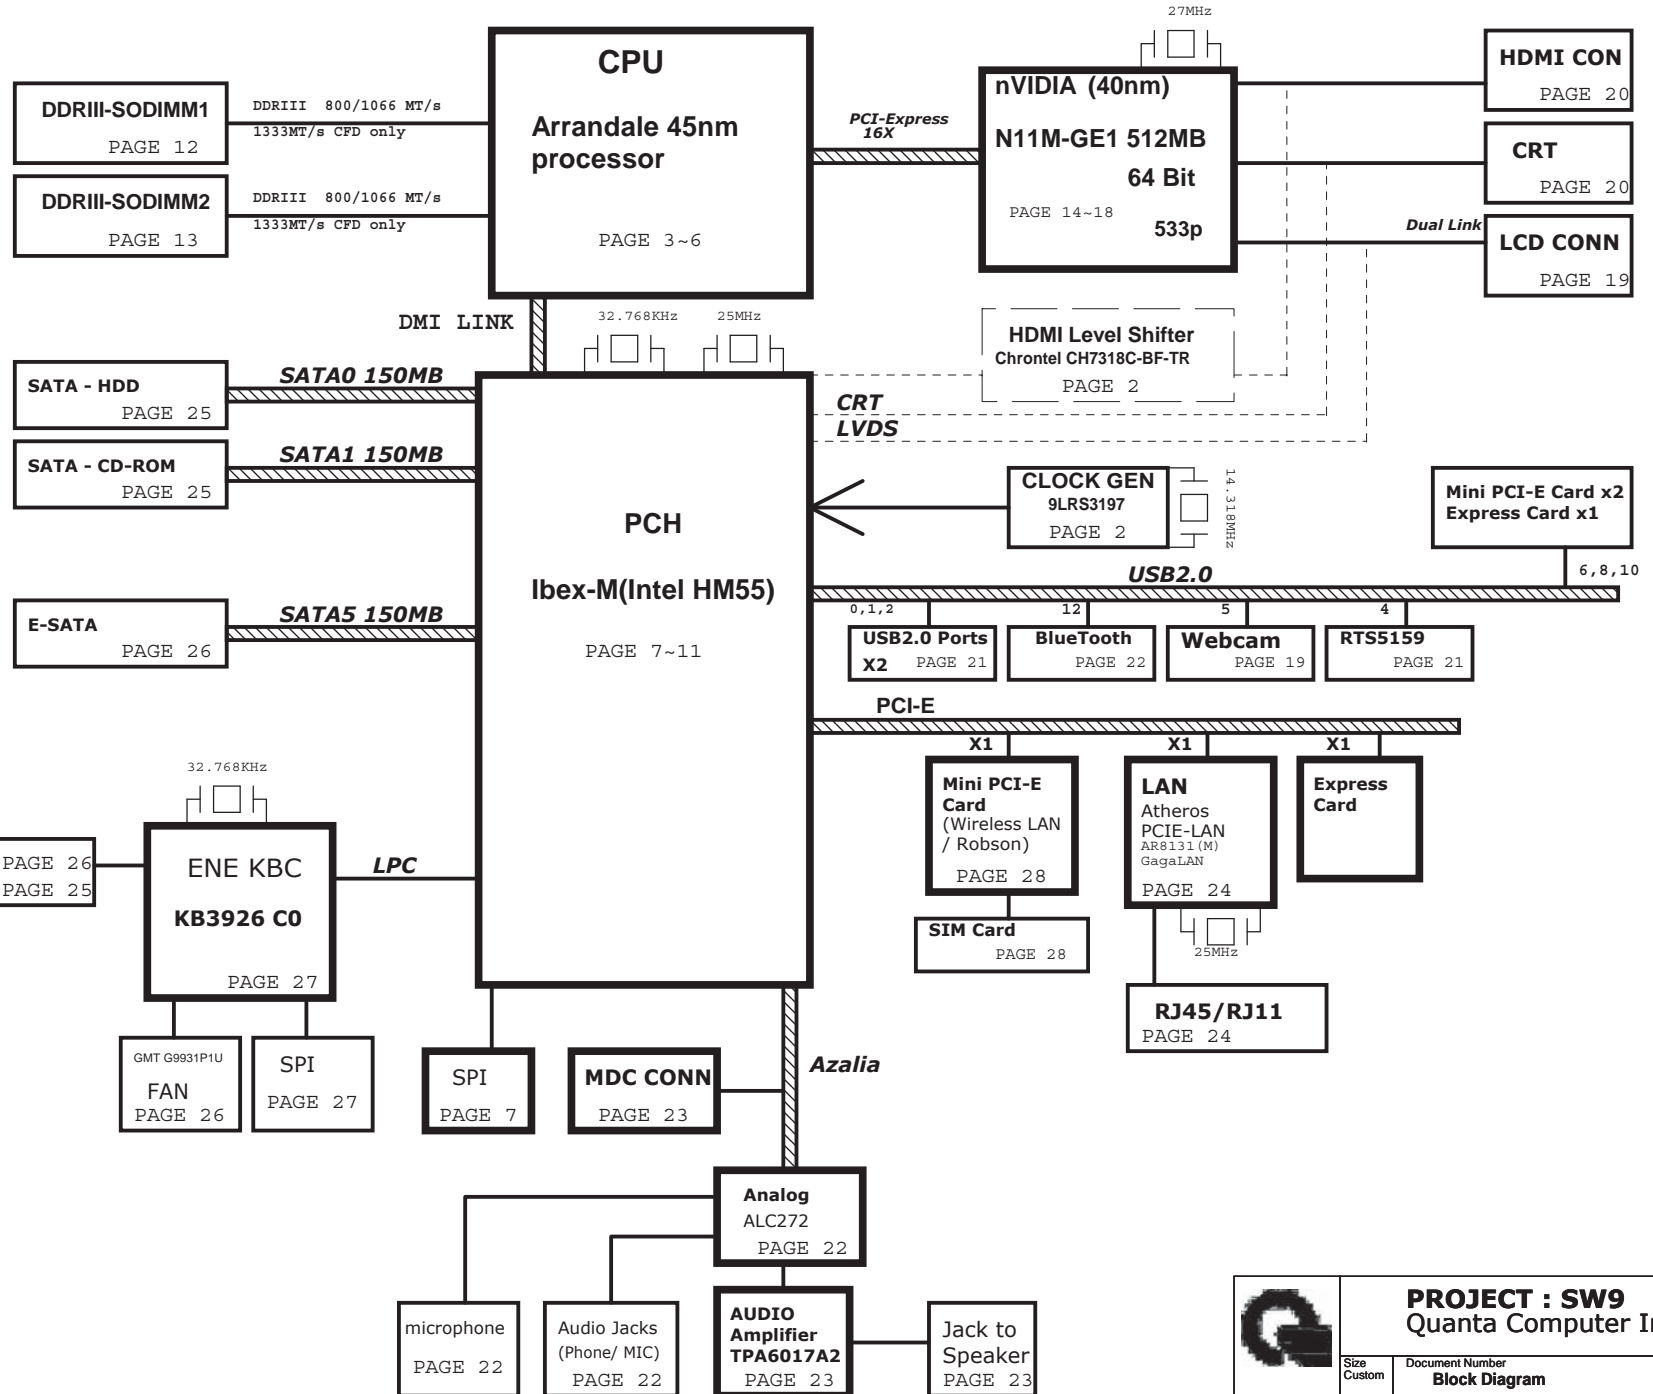 27MHz
CPU
Arrandale 45nm
processor
PAGE 3~6
DDRIII-SODIMM1
PAGE 12
DDRIII 800/1066 MT/s
1333MT/s CFD only
DDRIII-SODIMM2
PAGE 13
DDRIII 800/1066 MT/s
1333MT/s CFD only
PCI-Express
16X
nVIDIA (40nm)
N11M-GE1 512MB
64 Bit
PAGE 14~18
533p
HDMI CON
PAGE 20
CRT
PAGE 20
Dual Link
LCD CONN
PAGE 19
DMI LINK
32.768KHz
25MHz
HDMI Level Shifter
Chrontel CH7318C-BF-TR
PAGE 2
CRT
LVDS
SATA - HDD
PAGE 25
SATA0 150MB
SATA - CD-ROM
PAGE 25
SATA1 150MB
E-SATA
PAGE 26
SATA5 150MB
PCH
Ibex-M(Intel HM55)
PAGE 7~11
CLOCK GEN
9LRS3197
PAGE 2
14.318MHz
Mini PCI-E Card x2
Express Card x1
6,8,10
USB2.0
0,1,2
12
5
4
USB2.0 Ports
X2 PAGE 21
BlueTooth
PAGE 22
Webcam
PAGE 19
RTS5159
PAGE 21
PCI-E
X1
X1
X1
Mini PCI-E
Card
(Wireless LAN
/ Robson)
PAGE 28
SIM Card
PAGE 28
LAN
Atheros
PCIE-LAN
AR8131(M)
GagaLAN
PAGE 24
25MHz
RJ45/RJ11
PAGE 24
Express
Card
32.768KHz
PAGE 26
PAGE 25
ENE KBC
KB3926 C0
PAGE 27
LPC
GMT G9931P1U
FAN
PAGE 26
SPI
PAGE 27
SPI
PAGE 7
MDC CONN
PAGE 23
Azalia
Analog
ALC272
PAGE 22
microphone
PAGE 22
Audio Jacks
(Phone/ MIC)
PAGE 22
AUDIO
Amplifier
TPA6017A2
PAGE 23
Jack to
Speaker
PAGE 23
PROJECT : SW9
Quanta Computer In
Size
Custom
Document Number
Block Diagram